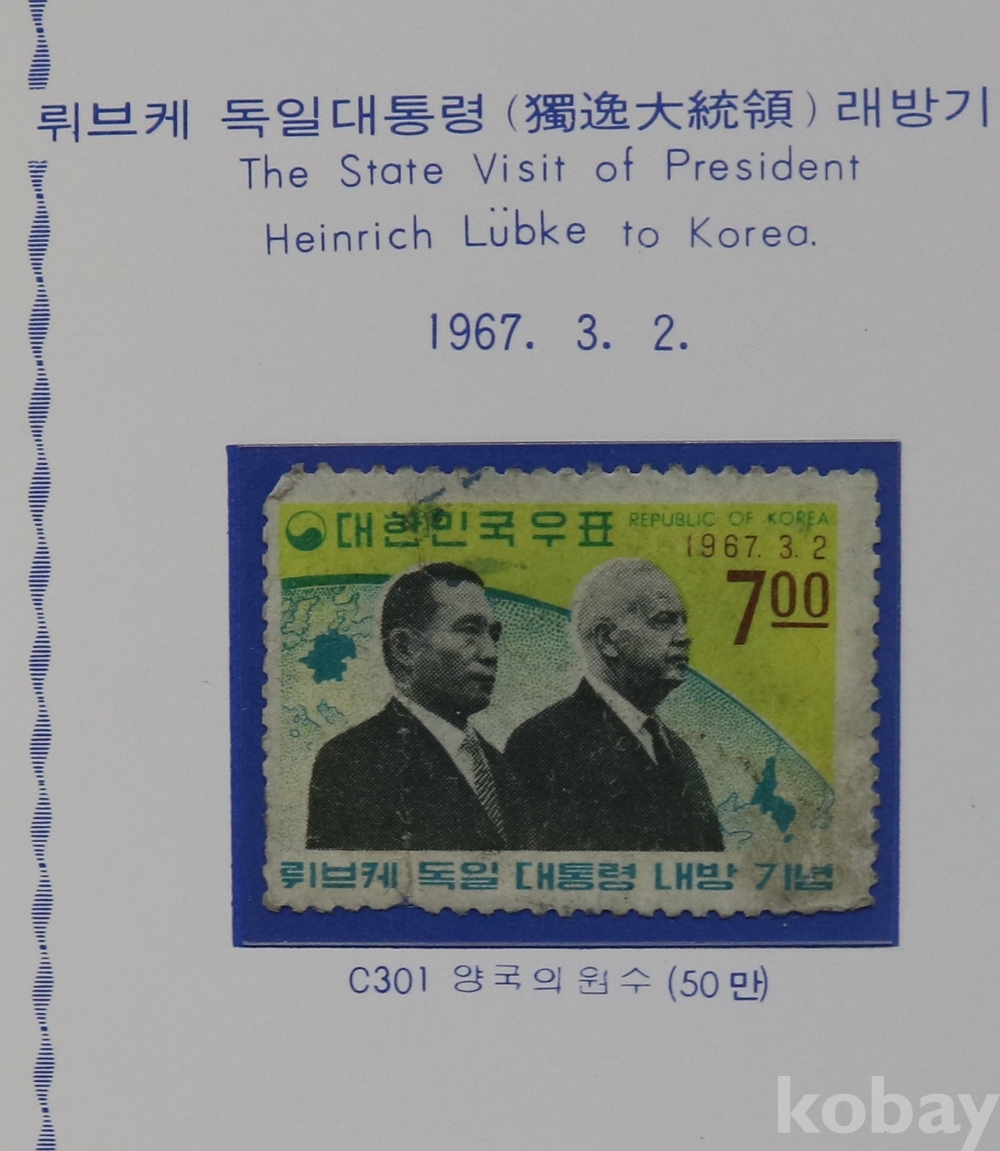 뤼브케 독일대통령 (獨逸大統領) 래방기
The State Visit of President
Heinrich Lübke to Korea.
1967. 3. 2.
대한민국우표 REPUBLIC OF KOREA
1967. 3. 2
700
뤼브케 독일 대통령 내방 기념
C301 양국의원수 (50만)
kobay